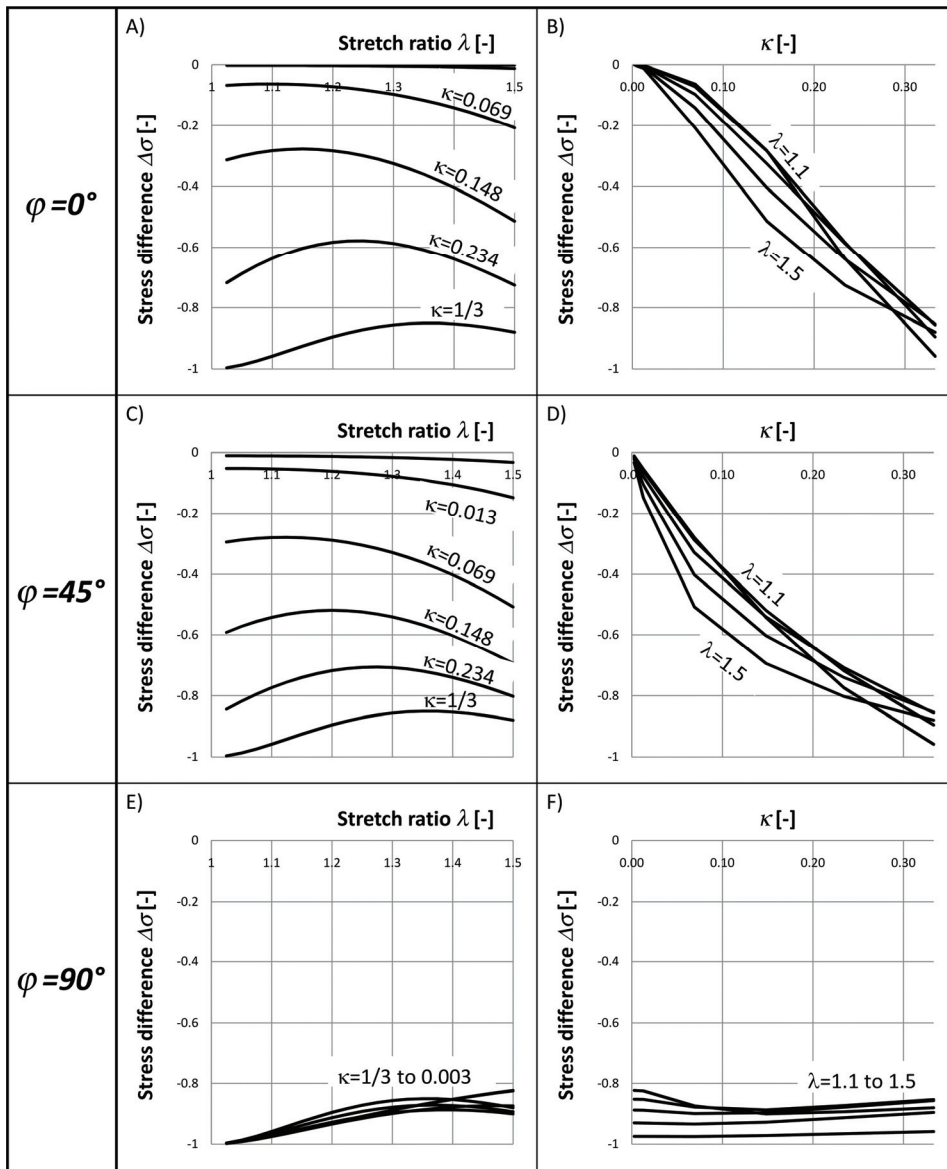 A)
Stretch ratio λ [-]
0
1
1.1
1.2
1.3
1.4
1.5
-0.2
-0.4
-0.6
-0.8
-1
Stress difference Δσ [-]
κ=0.069
κ=0.148
κ=0.234
κ=1/3
B)
κ [-]
0
0.00
0.10
0.20
0.30
-0.2
-0.4
-0.6
-0.8
-1
Stress difference Δσ [-]
λ=1.1
λ=1.5
φ =0°
C)
Stretch ratio λ [-]
0
1
1.1
1.2
1.3
1.4
1.5
-0.2
-0.4
-0.6
-0.8
-1
Stress difference Δσ [-]
κ=0.013
κ=0.069
κ=0.148
κ=0.234
κ=1/3
D)
κ [-]
0
0.00
0.10
0.20
0.30
-0.2
-0.4
-0.6
-0.8
-1
Stress difference Δσ [-]
λ=1.1
λ=1.5
φ =45°
E)
Stretch ratio λ [-]
0
1
1.1
1.2
1.3
1.4
1.5
-0.2
-0.4
-0.6
-0.8
-1
Stress difference Δσ [-]
κ=1/3 to 0.003
F)
κ [-]
0
0.00
0.10
0.20
0.30
-0.2
-0.4
-0.6
-0.8
-1
Stress difference Δσ [-]
λ=1.1 to 1.5
φ =90°